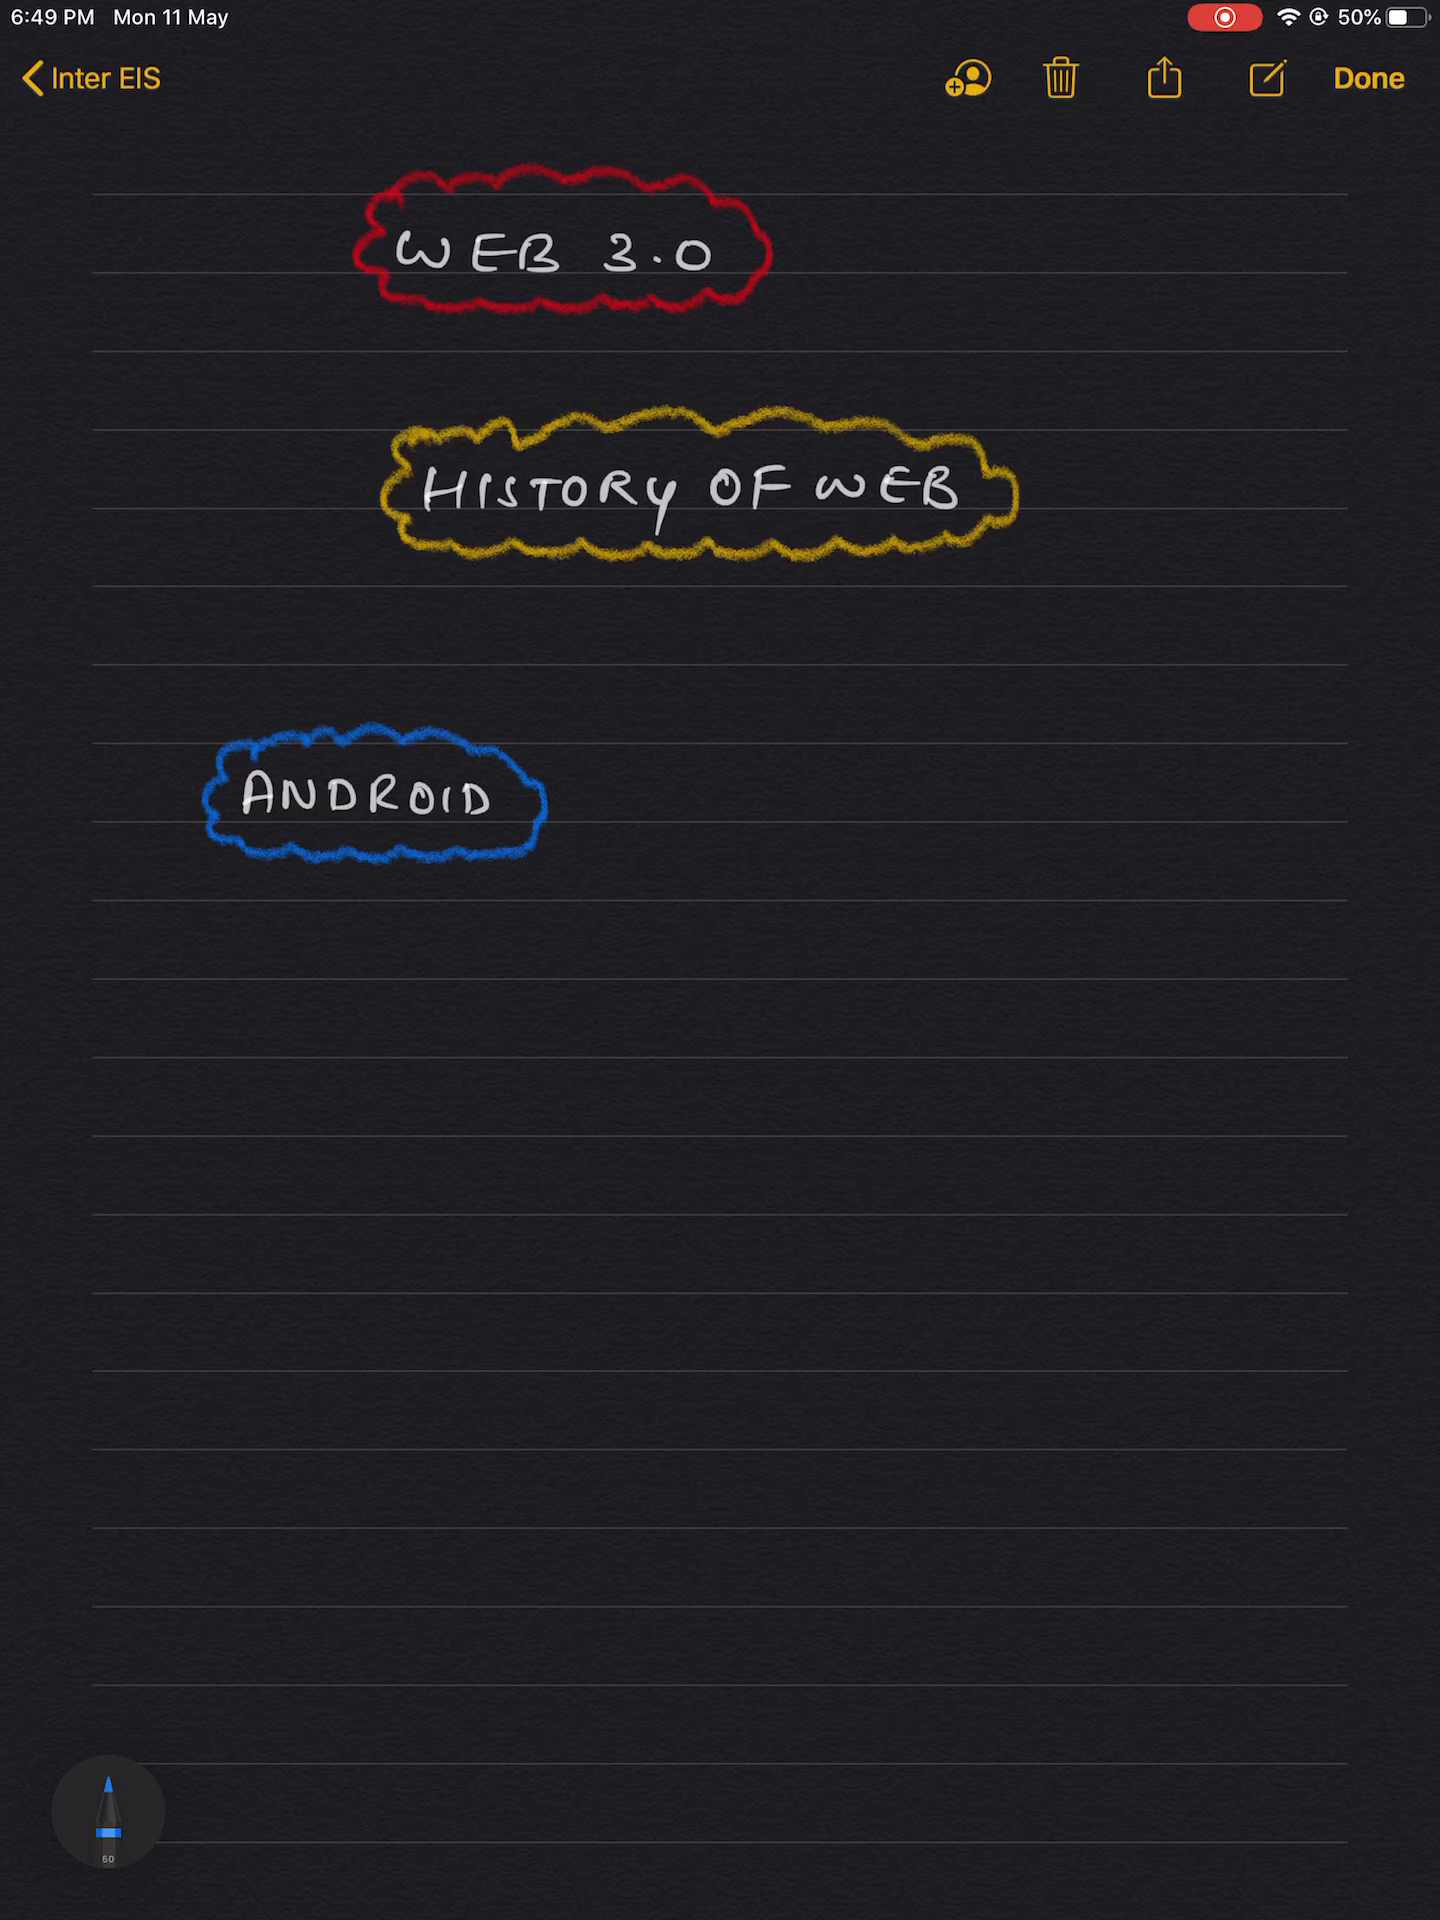 6:49 PM Mon 11 May 50%
Inter EIS Done
WEB 3.0
HISTORY OF WEB
ANDROID
50